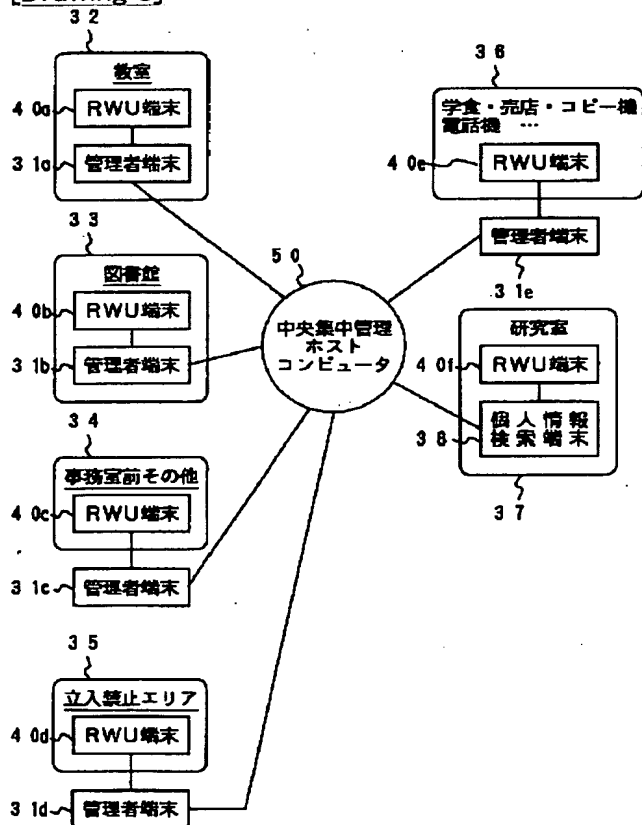 32
教室
40a RWU端末
31a 管理者端末
33
図書館
40b RWU端末
31b 管理者端末
34
事務室前その他
40c RWU端末
31c 管理者端末
35
立入禁止エリア
40d RWU端末
31d 管理者端末
50
中央集中管理
ホスト
コンピュータ
36
学食・売店・コピー機
電話機 …
40e RWU端末
管理者端末
31e
研究室
40f RWU端末
個人情報
38 検索端末
37